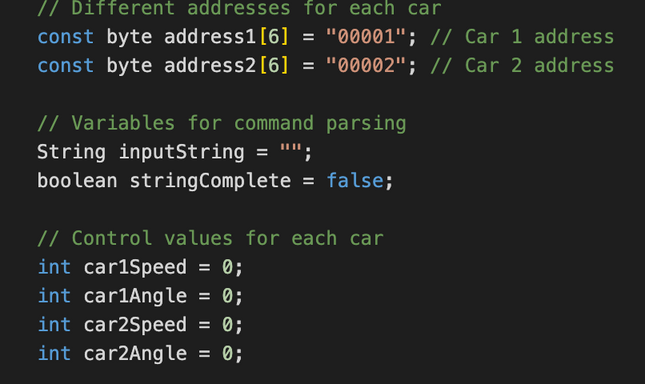 // Different addresses for each car
const byte address1[6] = "00001"; // Car 1 address
const byte address2[6] = "00002"; // Car 2 address
// Variables for command parsing
String inputString = "";
boolean stringComplete = false;
// Control values for each car
int car1Speed = 0;
int car1Angle = 0;
int car2Speed = 0;
int car2Angle = 0;